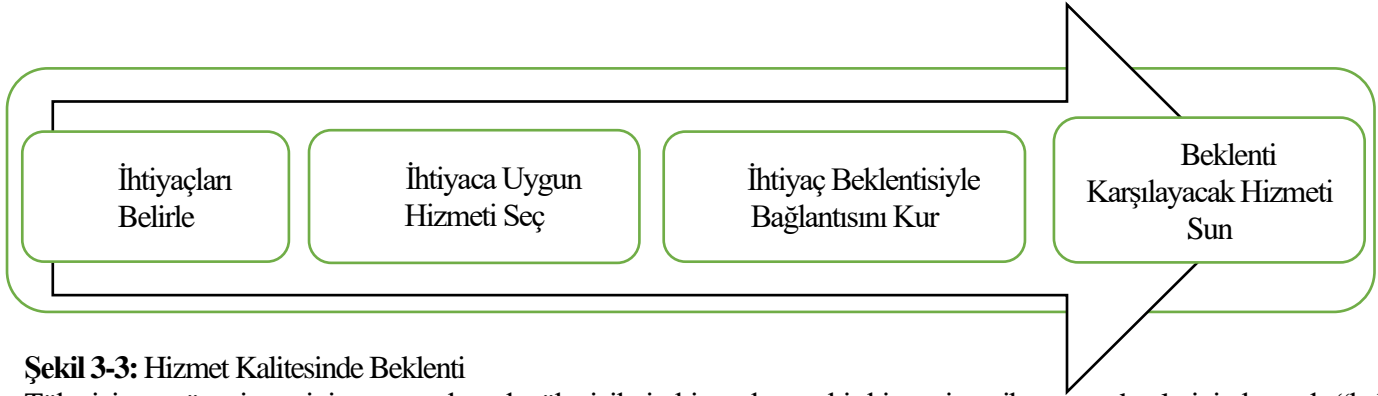 İhtiyaçları
Belirle
İhtiyaca Uygun
Hizmeti Seç
İhtiyaç Beklentisiyle
Bağlantısını Kur
Beklenti
Karşılayacak Hizmeti
Sun
Şekil 3-3: Hizmet Kalitesinde Beklenti